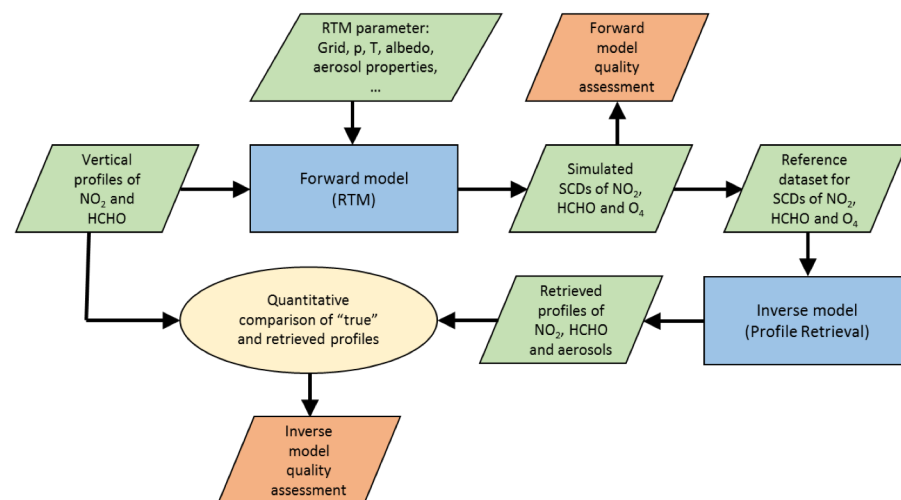 RTM parameter:
Grid, p, T, albedo,
aerosol properties,
...
Forward
model
quality
assessment
Vertical
profiles of
NO₂ and
HCHO
Forward model
(RTM)
Simulated
SCDs of NO₂,
HCHO and O₄
Reference
dataset for
SCDs of NO₂,
HCHO and O₄
Quantitative
comparison of “true”
and retrieved profiles
Retrieved
profiles of
NO₂, HCHO
and aerosols
Inverse model
(Profile Retrieval)
Inverse
model
quality
assessment